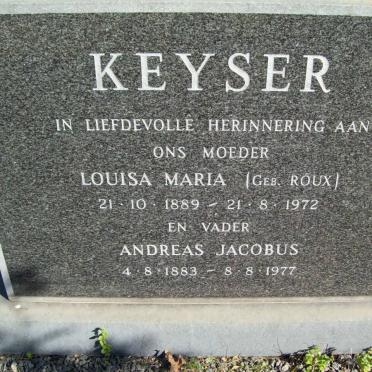 KEYSER
IN LIEFDEVOLLE HERINNERING AAN
ONS MOEDER
LOUISA MARIA (GEB. ROUX)
21·10·1889 – 21·8·1972
EN VADER
ANDREAS JACOBUS
4·8·1883 – 8·8·1977